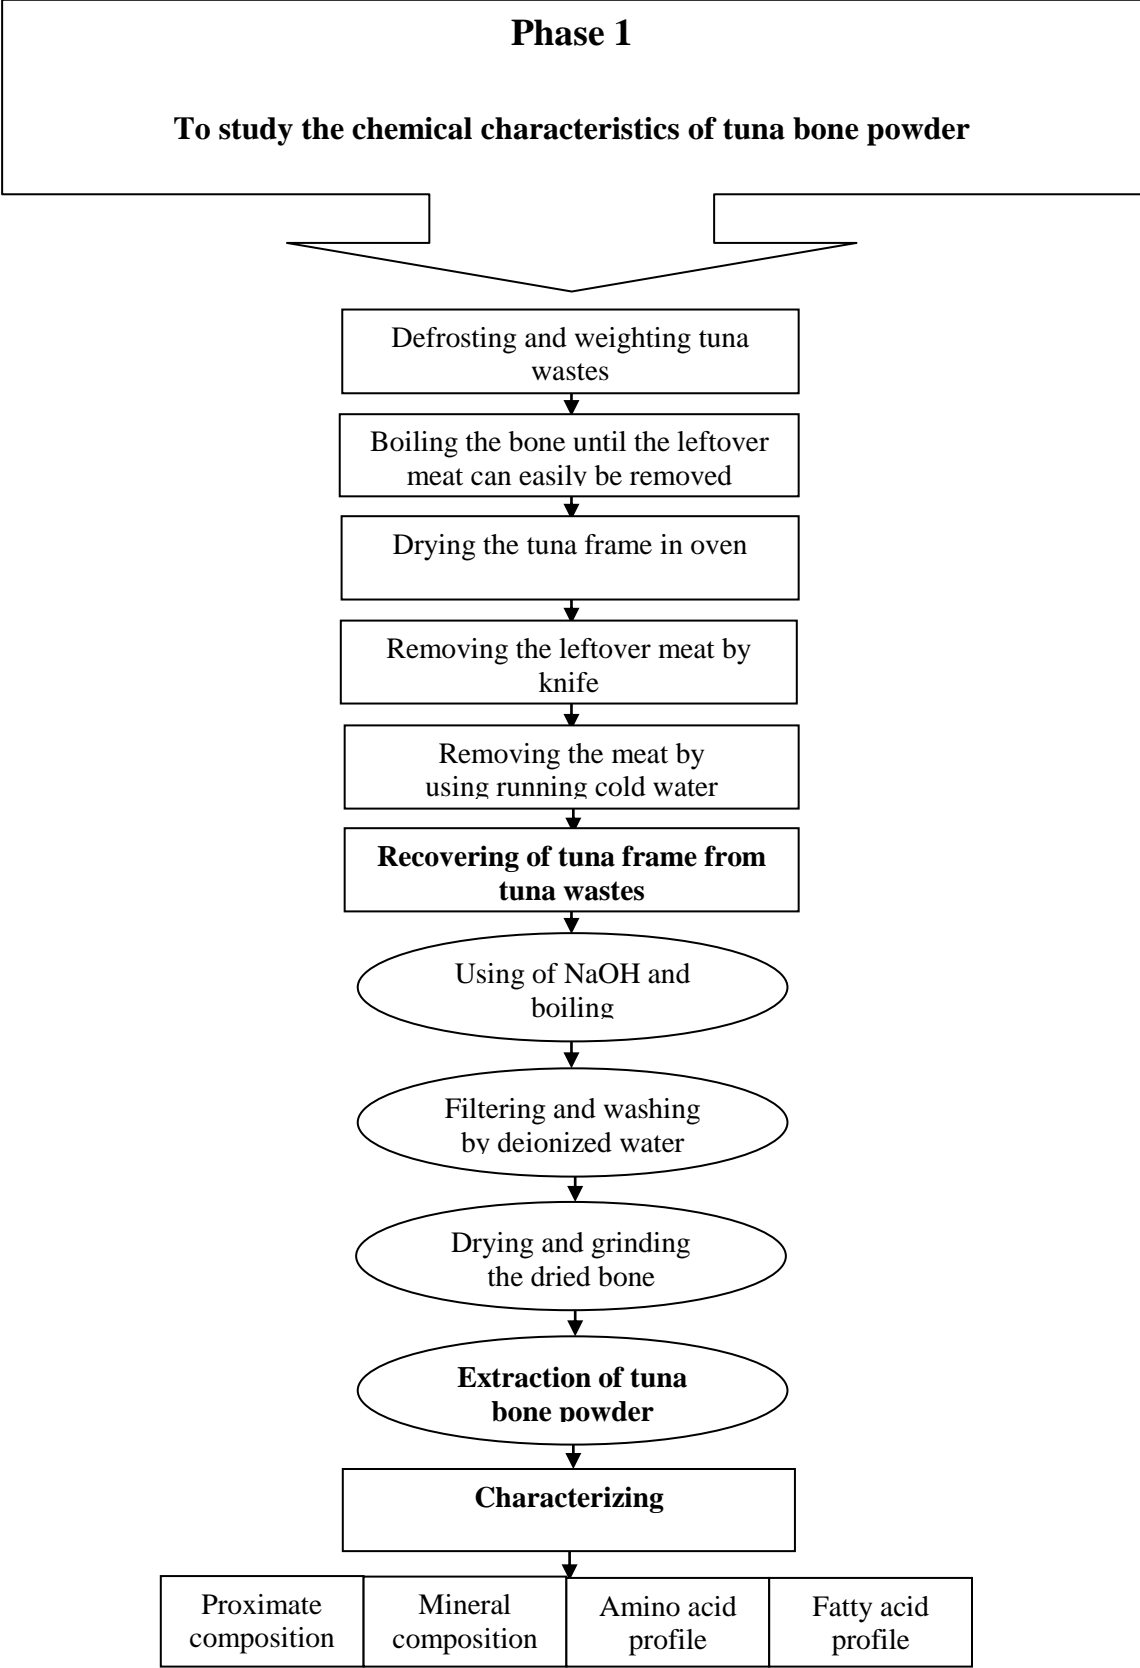 Phase 1
To study the chemical characteristics of tuna bone powder
Defrosting and weighting tuna
wastes
Boiling the bone until the leftover
meat can easily be removed
Drying the tuna frame in oven
Removing the leftover meat by
knife
Removing the meat by
using running cold water
Recovering of tuna frame from
tuna wastes
Using of NaOH and
boiling
Filtering and washing
by deionized water
Drying and grinding
the dried bone
Extraction of tuna
bone powder
Characterizing
Proximate
composition
Mineral
composition
Amino acid
profile
Fatty acid
profile